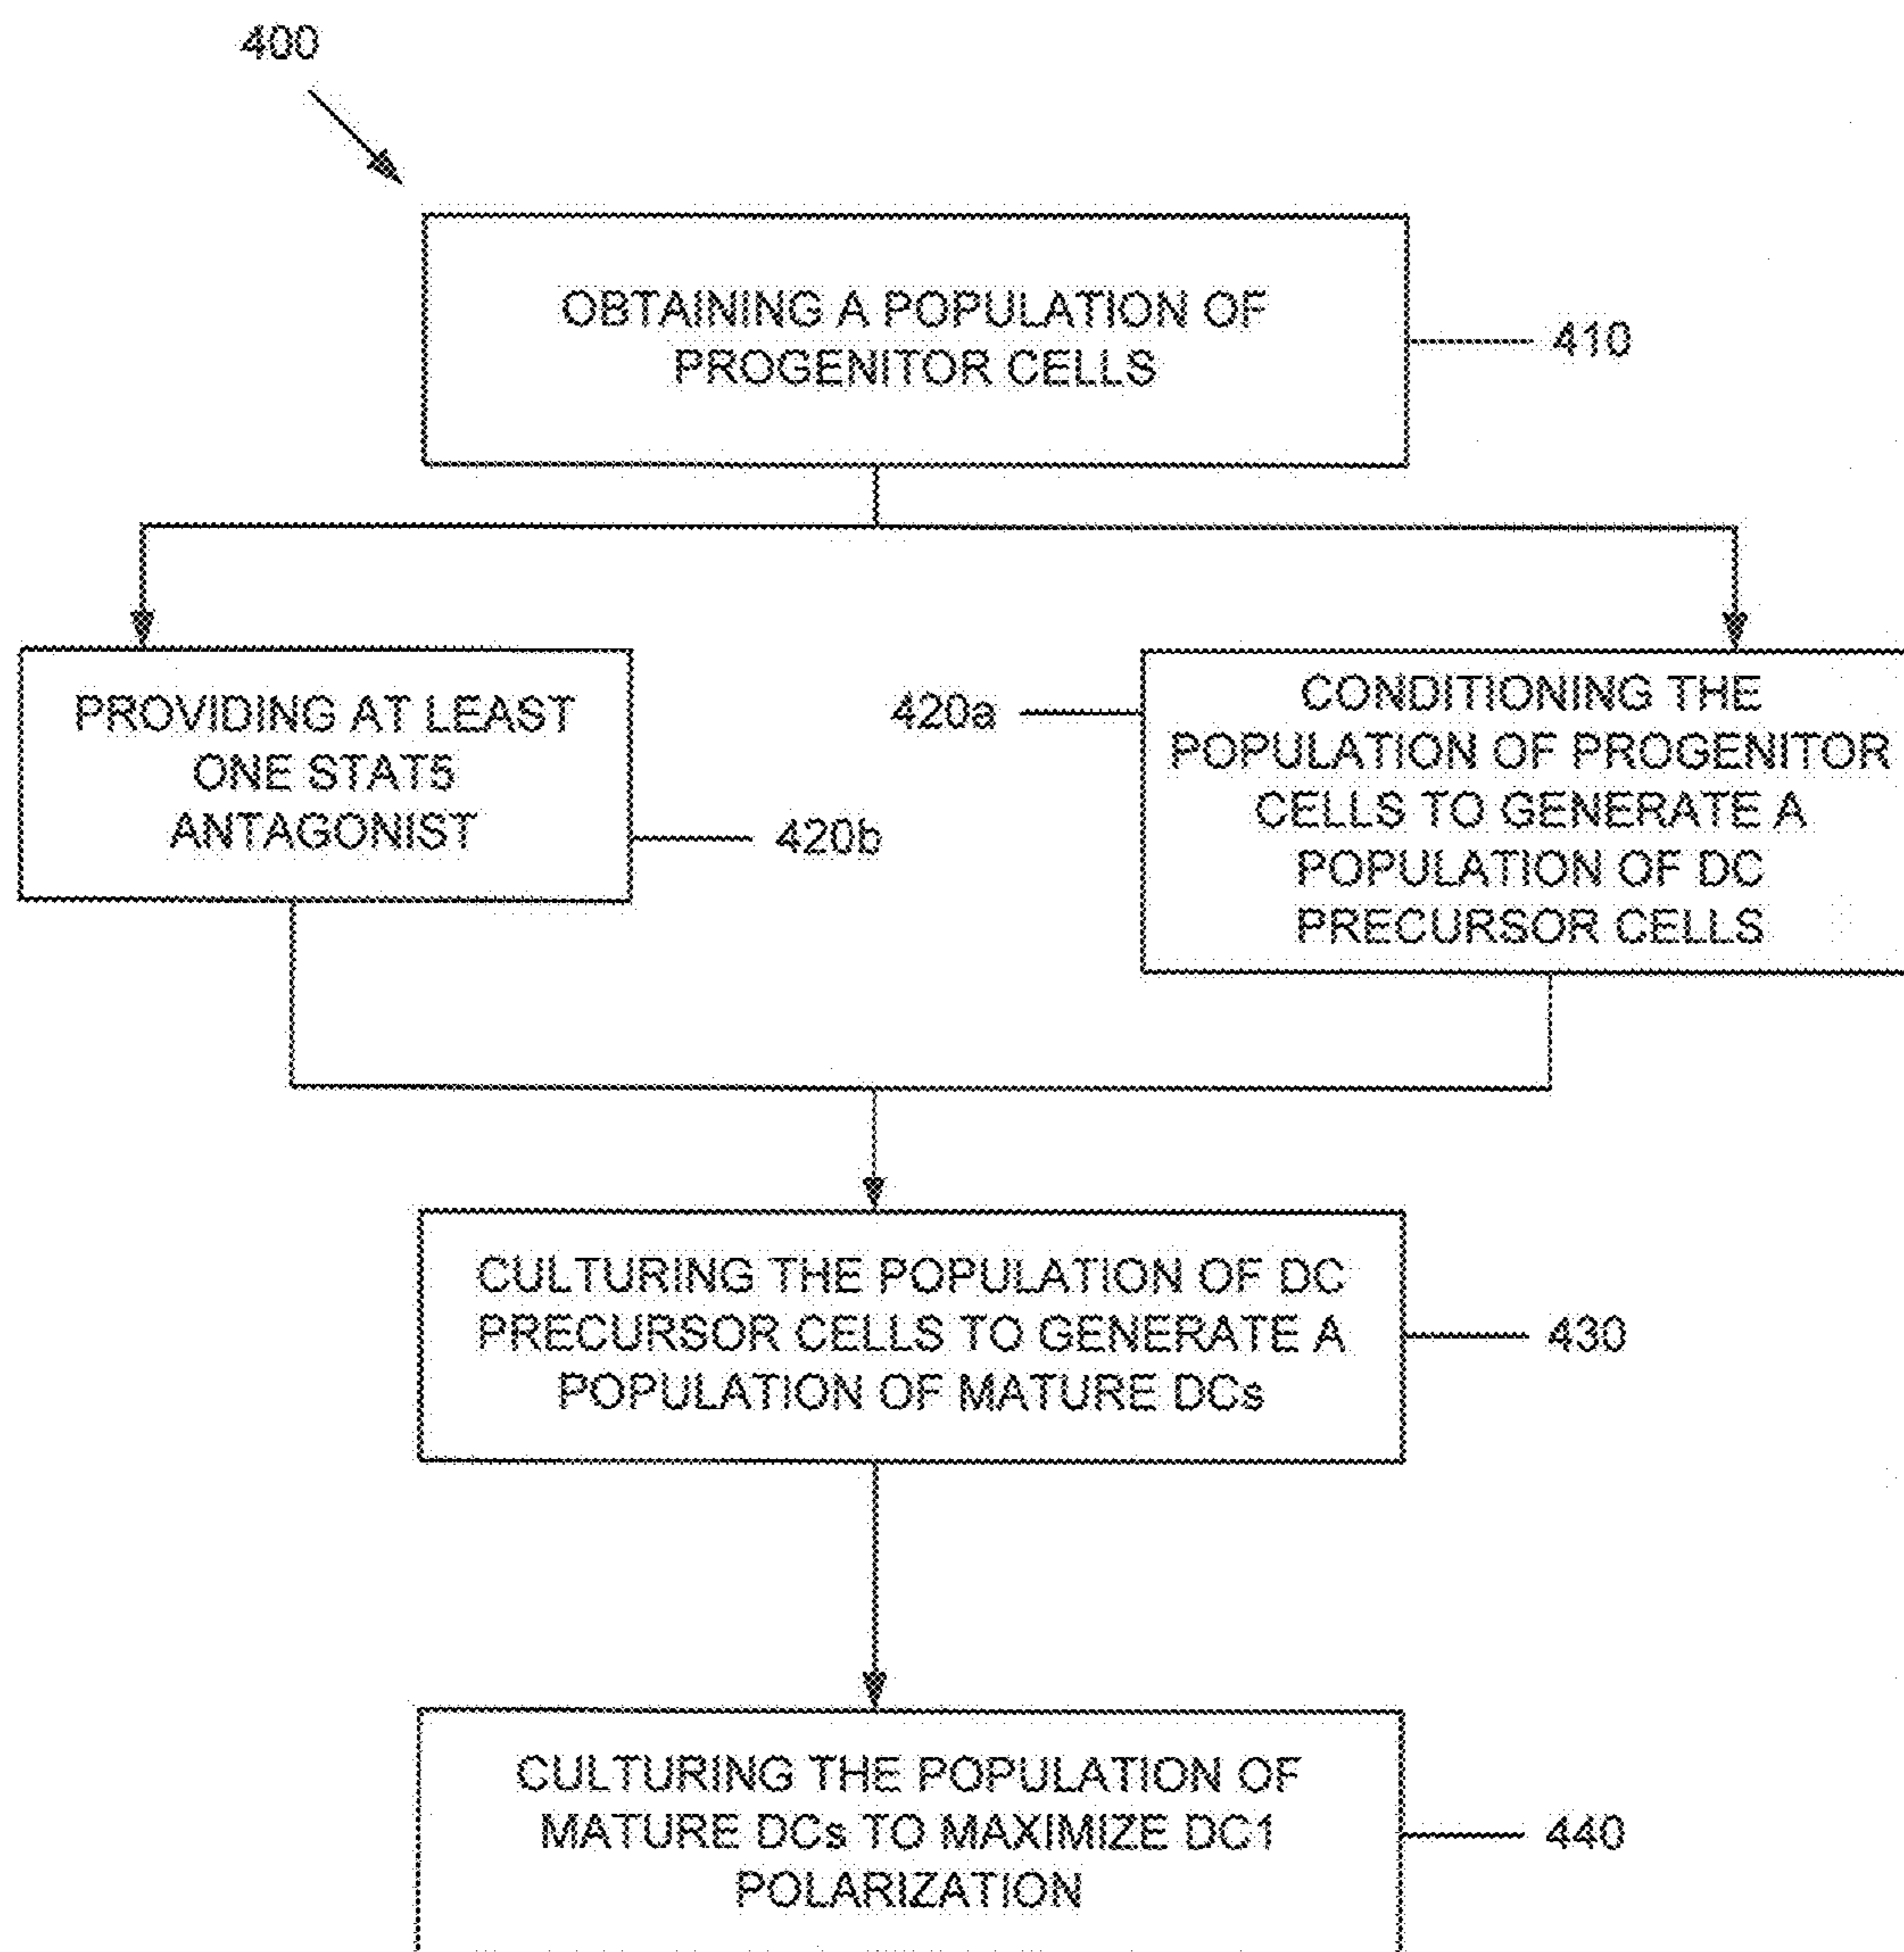 400
OBTAINING A POPULATION OF
PROGENITOR CELLS
410
PROVIDING AT LEAST
ONE STAT5
ANTAGONIST
420b
420a
CONDITIONING THE
POPULATION OF PROGENITOR
CELLS TO GENERATE A
POPULATION OF DC
PRECURSOR CELLS
CULTURING THE POPULATION OF DC
PRECURSOR CELLS TO GENERATE A
POPULATION OF MATURE DCs
430
CULTURING THE POPULATION OF
MATURE DCs TO MAXIMIZE DC1
POLARIZATION
440